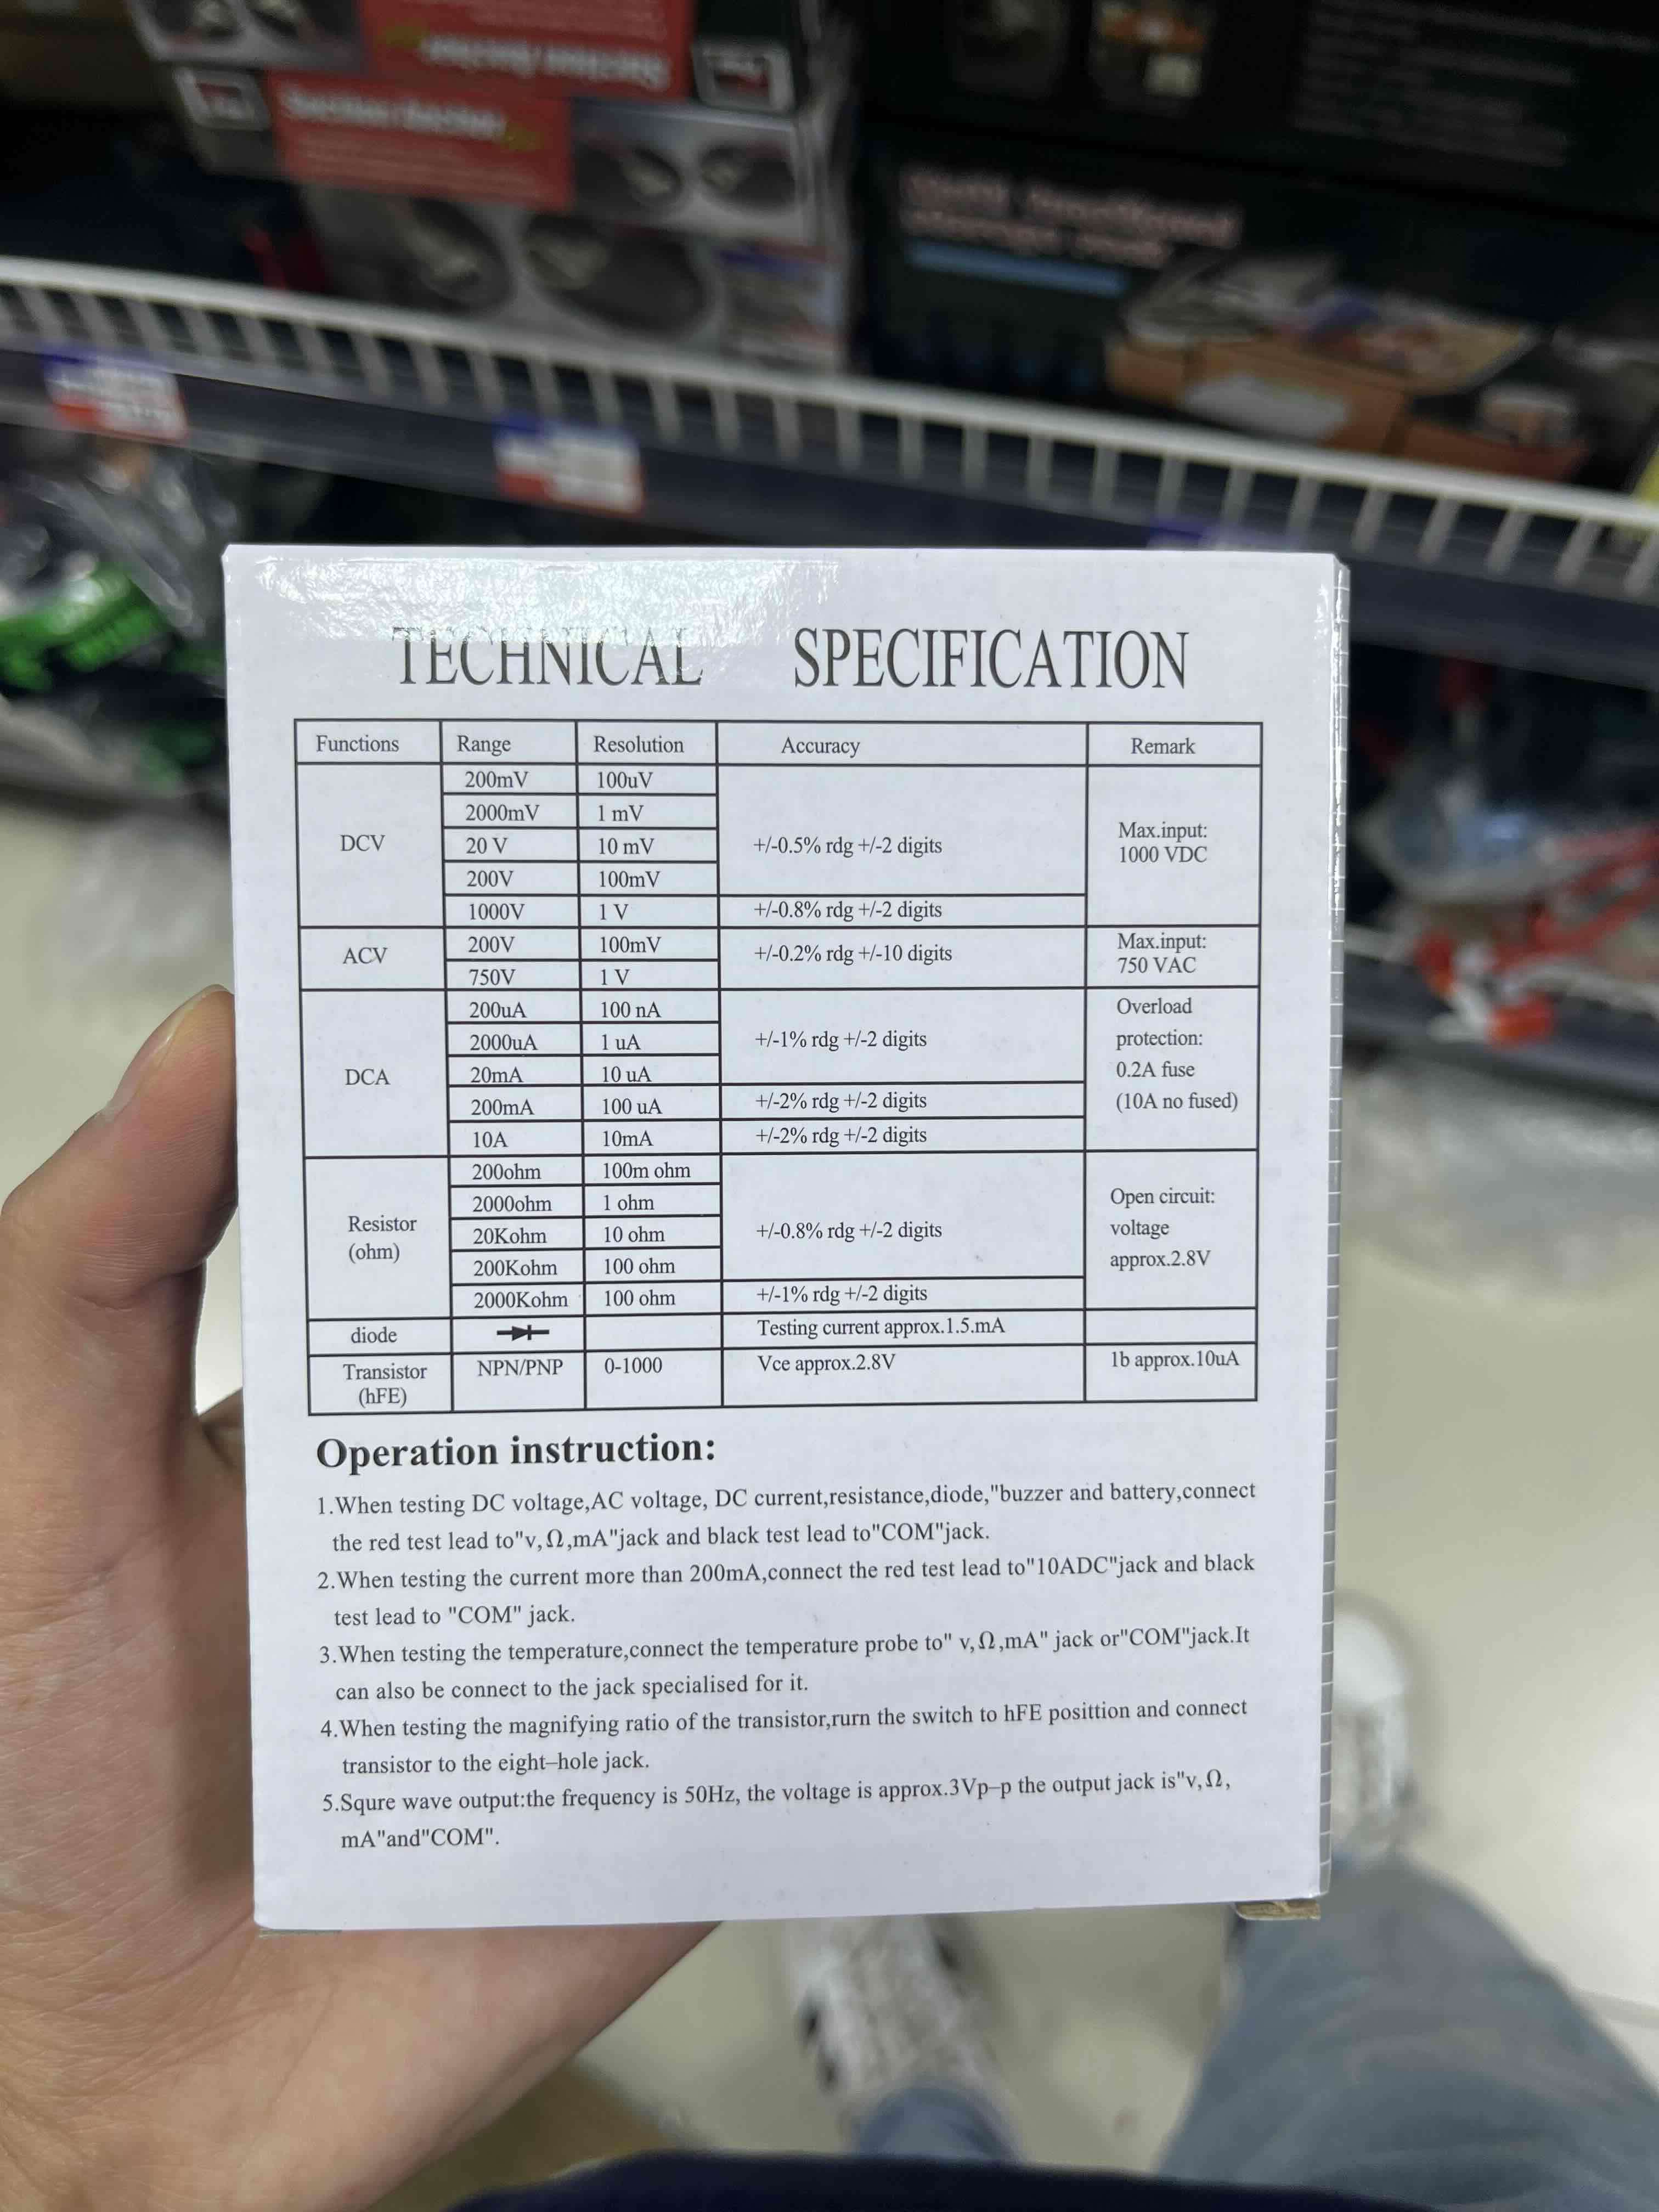 TECHNICAL SPECIFICATION
Functions Range Resolution Accuracy Remark
DCV
200mV 100uV
2000mV 1 mV
20 V 10 mV
200V 100mV
+/-0.5% rdg +/-2 digits
1000V 1 V +/-0.8% rdg +/-2 digits
Max.input:
1000 VDC
ACV
200V 100mV
750V 1 V
+/-0.2% rdg +/-10 digits
Max.input:
750 VAC
DCA
200uA 100 nA
2000uA 1 uA
20mA 10 uA
+/-1% rdg +/-2 digits
200mA 100 uA +/-2% rdg +/-2 digits
10A 10mA +/-2% rdg +/-2 digits
Overload
protection:
0.2A fuse
(10A no fused)
Resistor
(ohm)
200ohm 100m ohm
2000ohm 1 ohm
20Kohm 10 ohm
200Kohm 100 ohm
+/-0.8% rdg +/-2 digits
2000Kohm 100 ohm +/-1% rdg +/-2 digits
Open circuit:
voltage
approx.2.8V
diode Testing current approx.1.5.mA
Transistor
(hFE)
NPN/PNP 0-1000 Vce approx.2.8V 1b approx.10uA
Operation instruction:
1.When testing DC voltage,AC voltage, DC current,resistance,diode,"buzzer and battery,connect
the red test lead to"v,Ω,mA"jack and black test lead to"COM"jack.
2.When testing the current more than 200mA,connect the red test lead to"10ADC"jack and black
test lead to "COM" jack.
3.When testing the temperature,connect the temperature probe to" v,Ω,mA" jack or"COM"jack.It
can also be connect to the jack specialised for it.
4.When testing the magnifying ratio of the transistor,rurn the switch to hFE posittion and connect
transistor to the eight–hole jack.
5.Squre wave output:the frequency is 50Hz, the voltage is approx.3Vp–p the output jack is"v,Ω,
mA"and"COM".